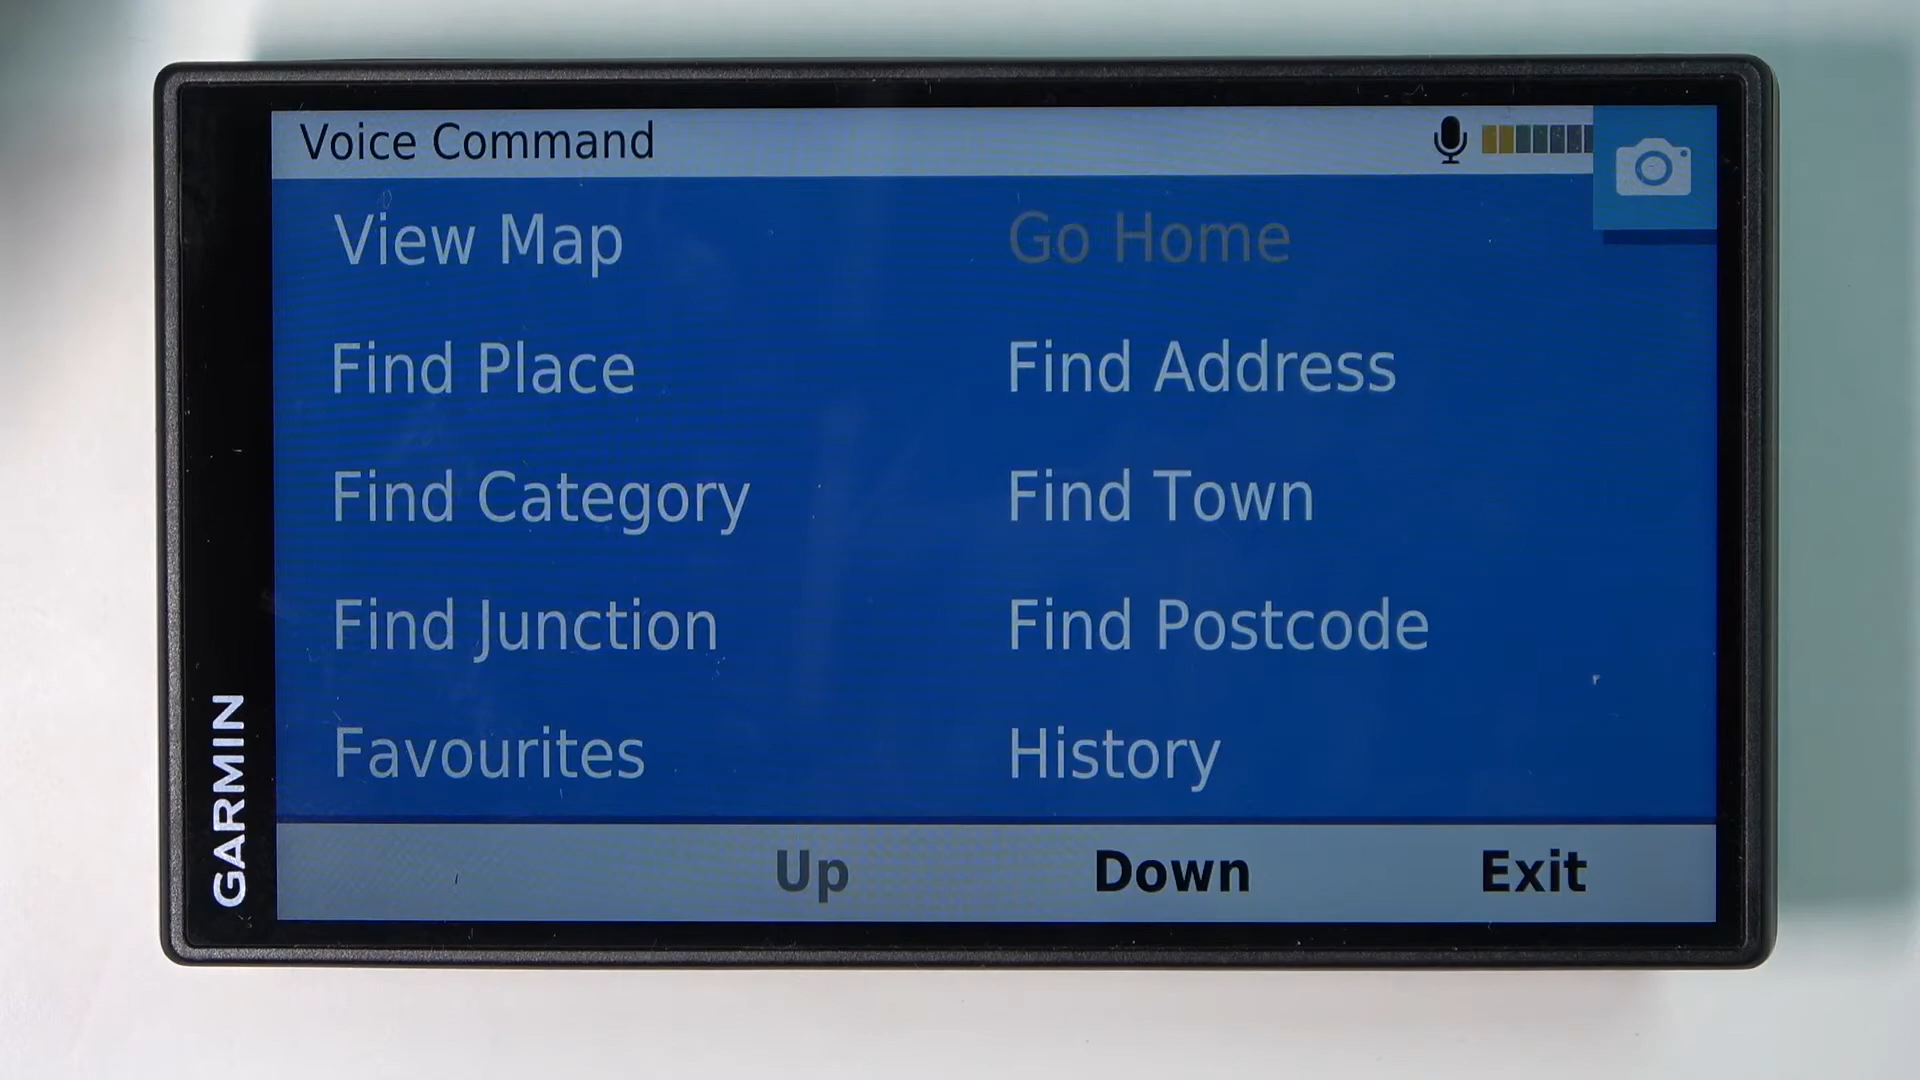 Voice Command
View Map
Go Home
Find Place
Find Address
Find Category
Find Town
Find Junction
Find Postcode
Favourites
History
Up
Down
Exit
GARMIN